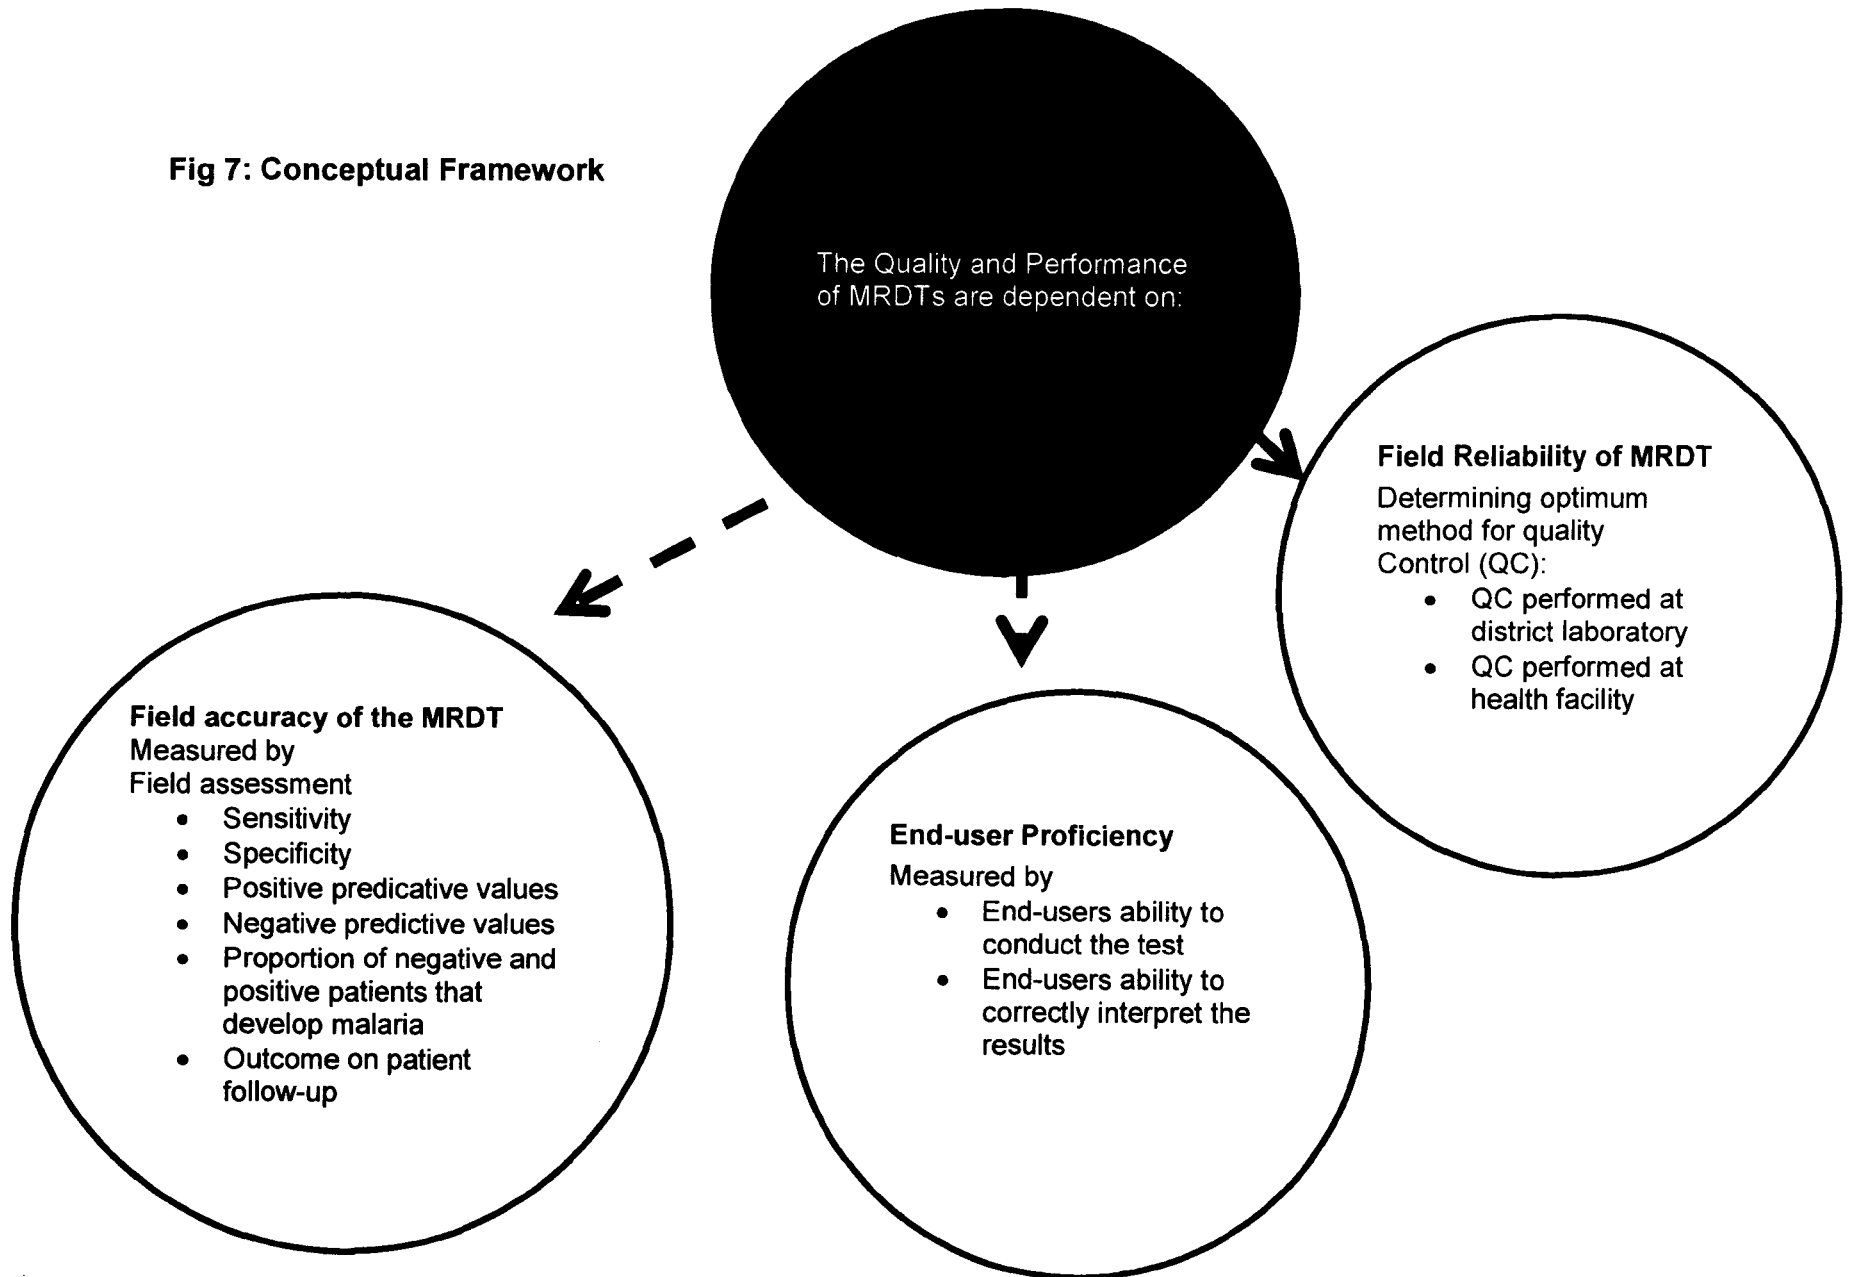 Fig 7: Conceptual Framework
The Quality and Performance
of MRDTs are dependent on:
Field Reliability of MRDT
Determining optimum
method for quality
Control (QC):
• QC performed at
district laboratory
• QC performed at
health facility
Field accuracy of the MRDT
Measured by
Field assessment
• Sensitivity
• Specificity
• Positive predicative values
• Negative predictive values
• Proportion of negative and
positive patients that
develop malaria
• Outcome on patient
follow-up
End-user Proficiency
Measured by
• End-users ability to
conduct the test
• End-users ability to
correctly interpret the
results